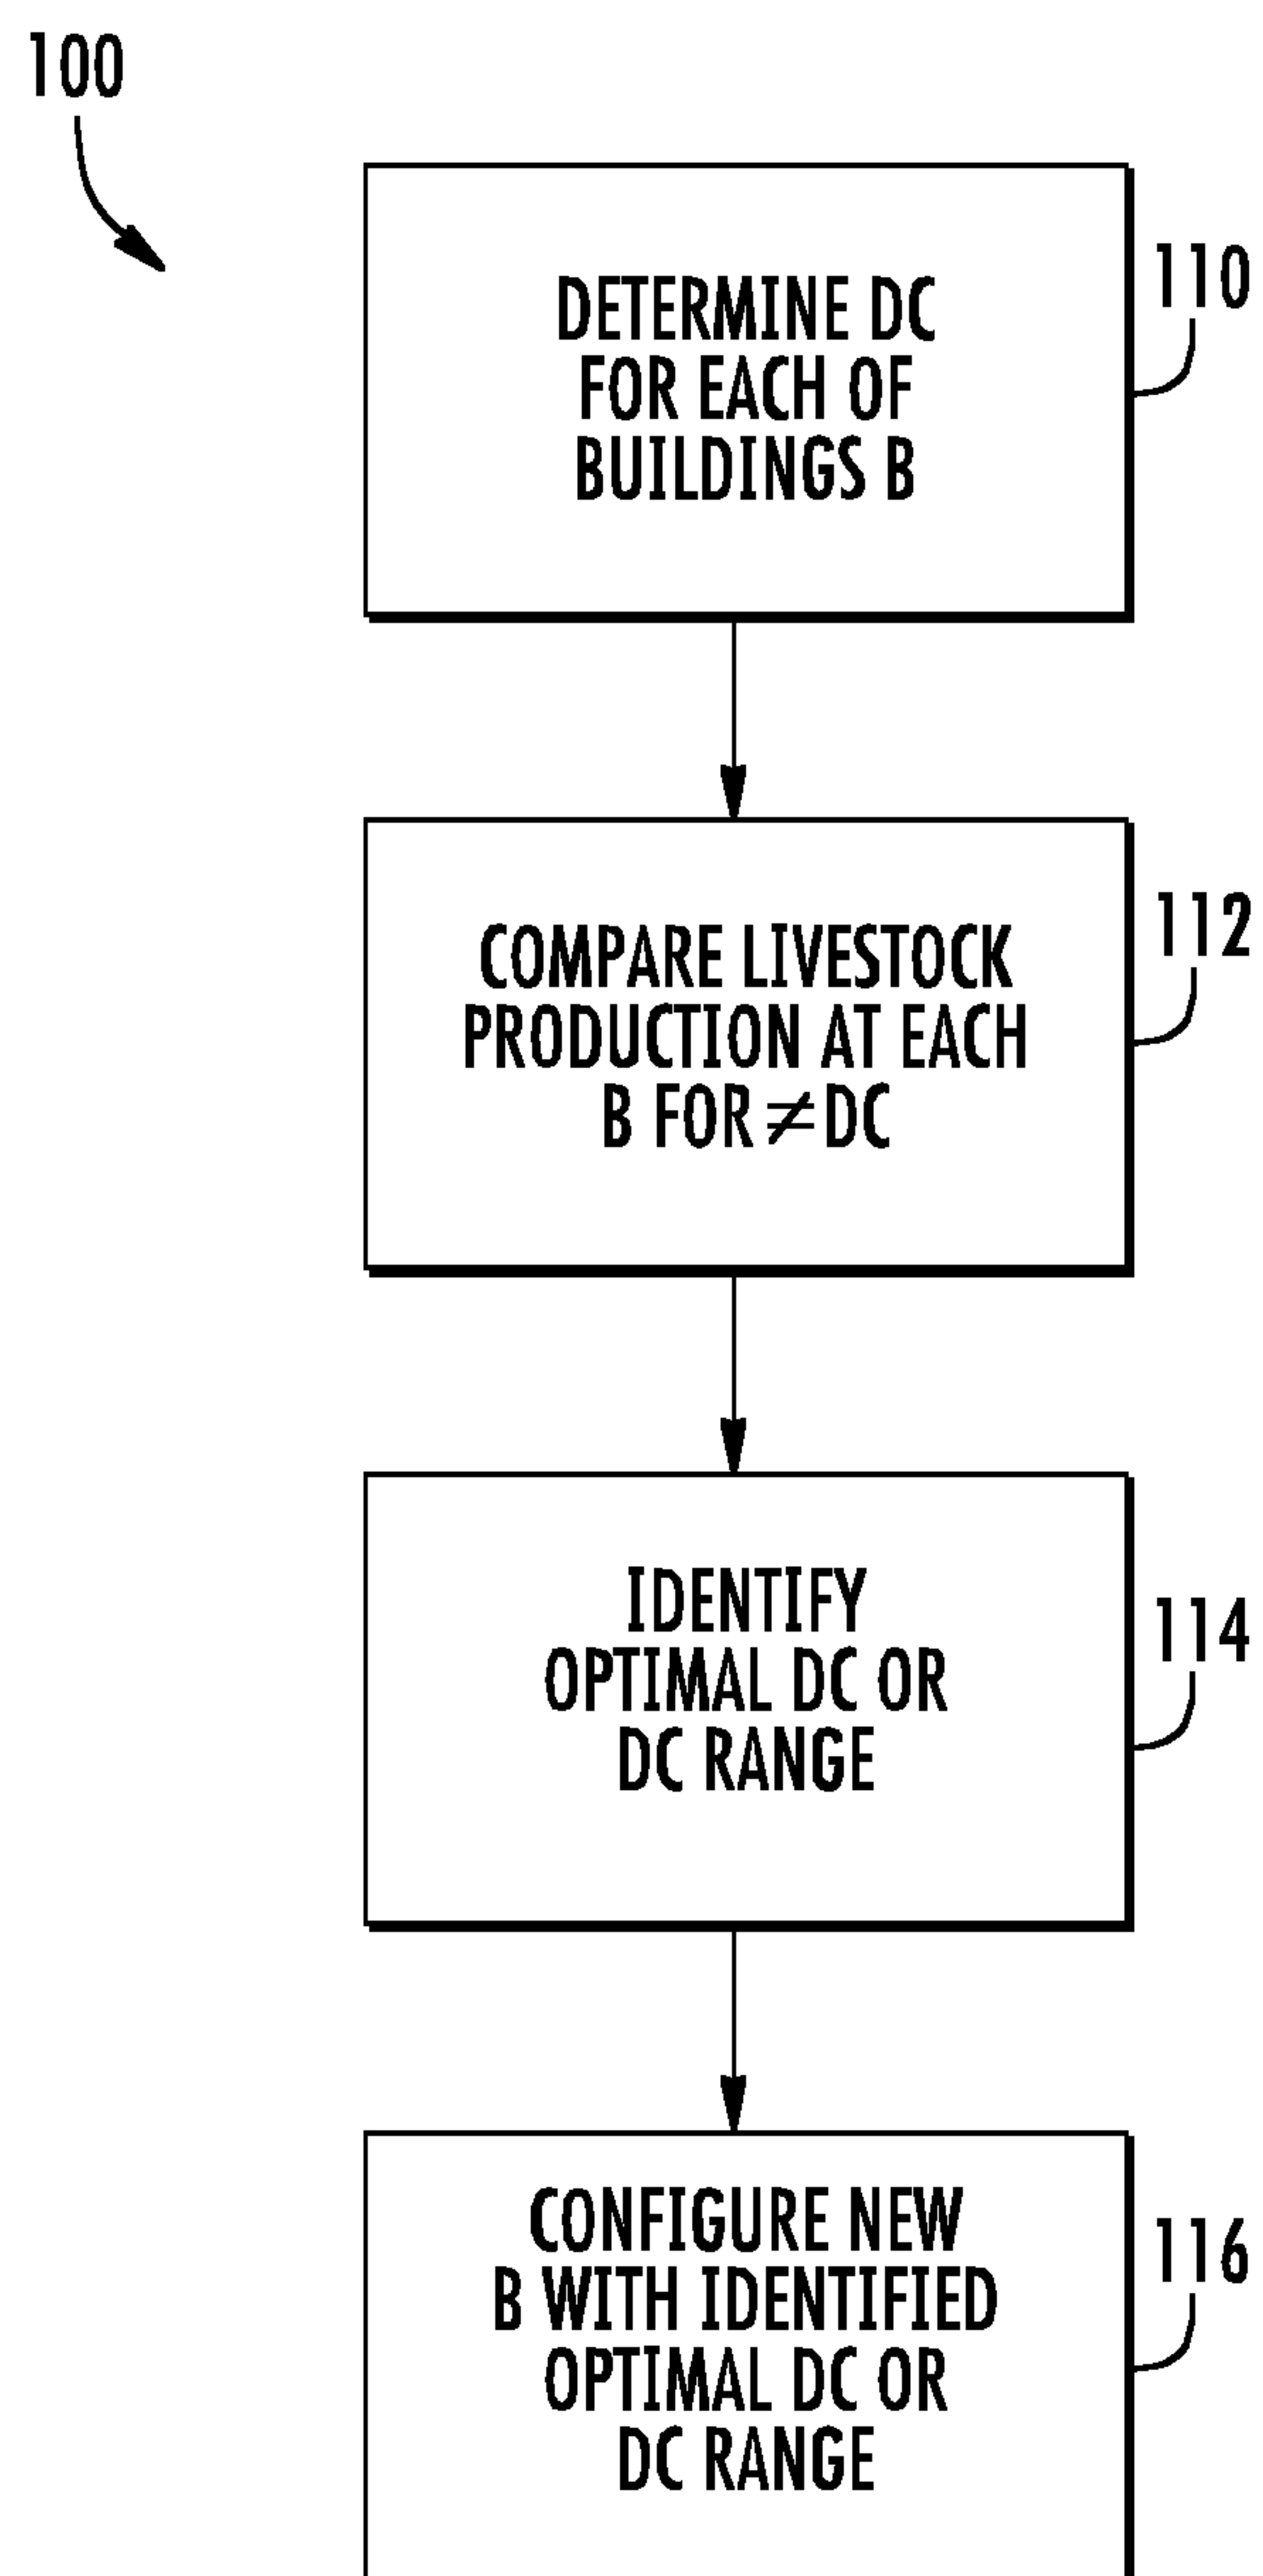 100
DETERMINE DC
FOR EACH OF
BUILDINGS B
110
COMPARE LIVESTOCK
PRODUCTION AT EACH
B FOR ≠ DC
112
IDENTIFY
OPTIMAL DC OR
DC RANGE
114
CONFIGURE NEW
B WITH IDENTIFIED
OPTIMAL DC OR
DC RANGE
116